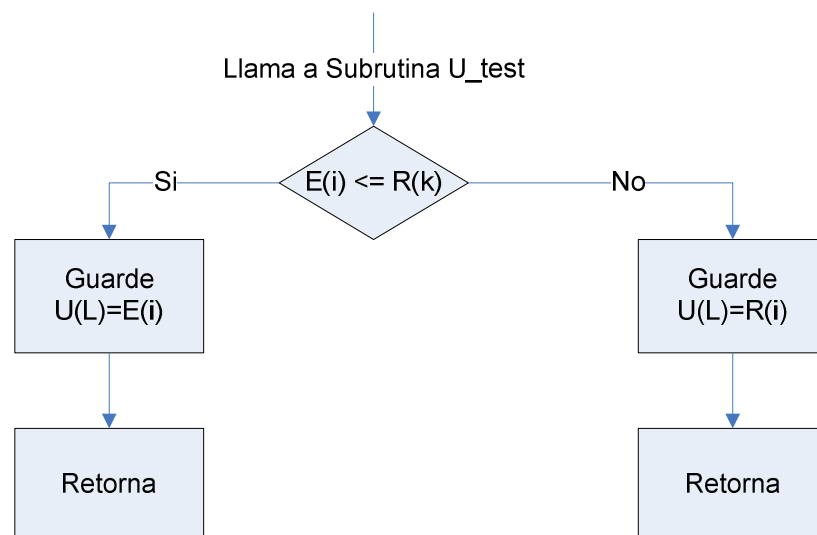 Llama a Subrutina U_test
E(i) <= R(k)
Si
No
Guarde
U(L)=E(i)
Guarde
U(L)=R(i)
Retorna
Retorna